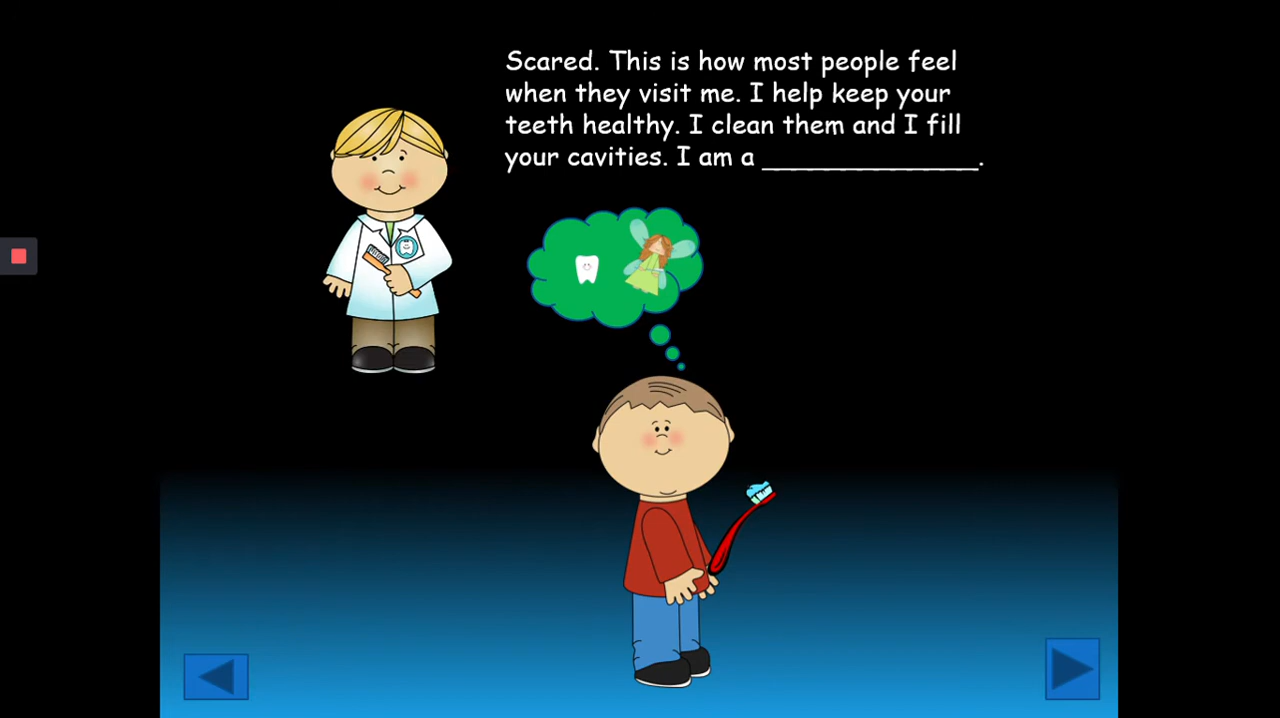 Scared. This is how most people feel
when they visit me. I help keep your
teeth healthy. I clean them and I fill
your cavities. I am a ______________.